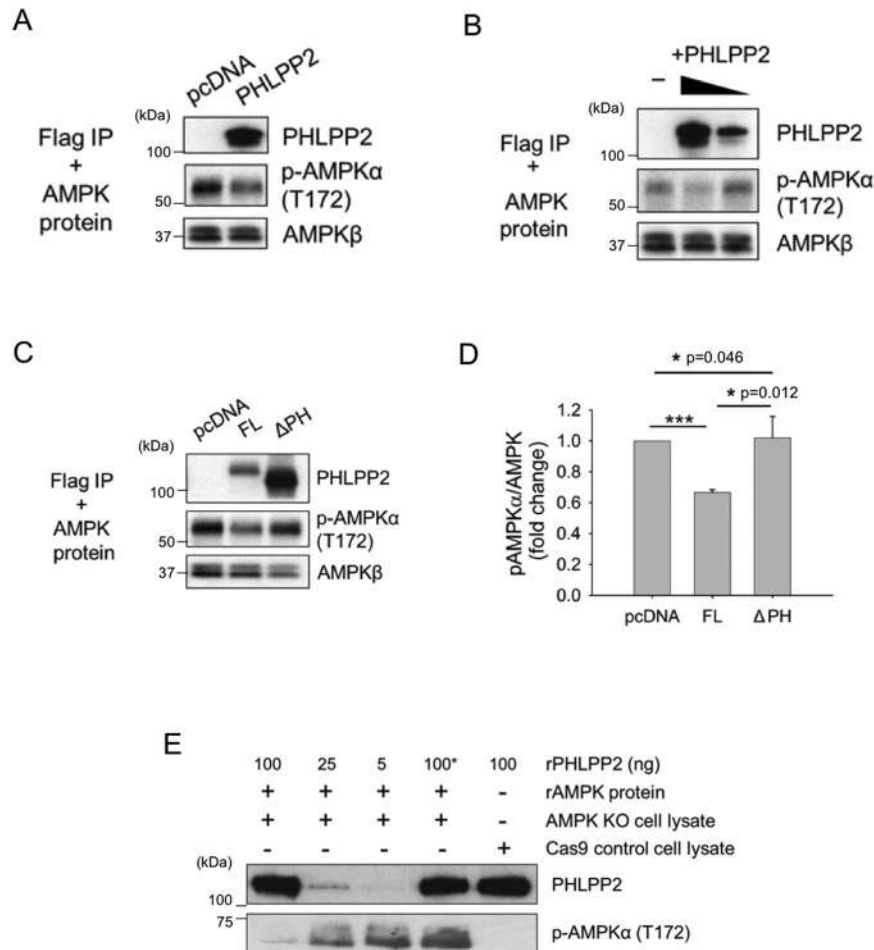 A
pcDNA
PHLPP2
(kDa)
Flag IP
+
AMPK
protein
100
50
37
PHLPP2
p-AMPKα
(T172)
AMPKβ
B
+PHLPP2
–
(kDa)
Flag IP
+
AMPK
protein
100
50
37
PHLPP2
p-AMPKα
(T172)
AMPKβ
C
pcDNA
FL
ΔPH
(kDa)
Flag IP
+
AMPK
protein
100
50
37
PHLPP2
p-AMPKα
(T172)
AMPKβ
D
* p=0.046
* p=0.012
***
pAMPKα/AMPK
(fold change)
1.2
1.0
0.8
0.6
0.4
0.2
0.0
pcDNA FL ΔPH
E
100 25 5 100* 100 rPHLPP2 (ng)
+ + + + - rAMPK protein
+ + + + - AMPK KO cell lysate
- - - - + Cas9 control cell lysate
(kDa)
100
PHLPP2
75
p-AMPKα (T172)